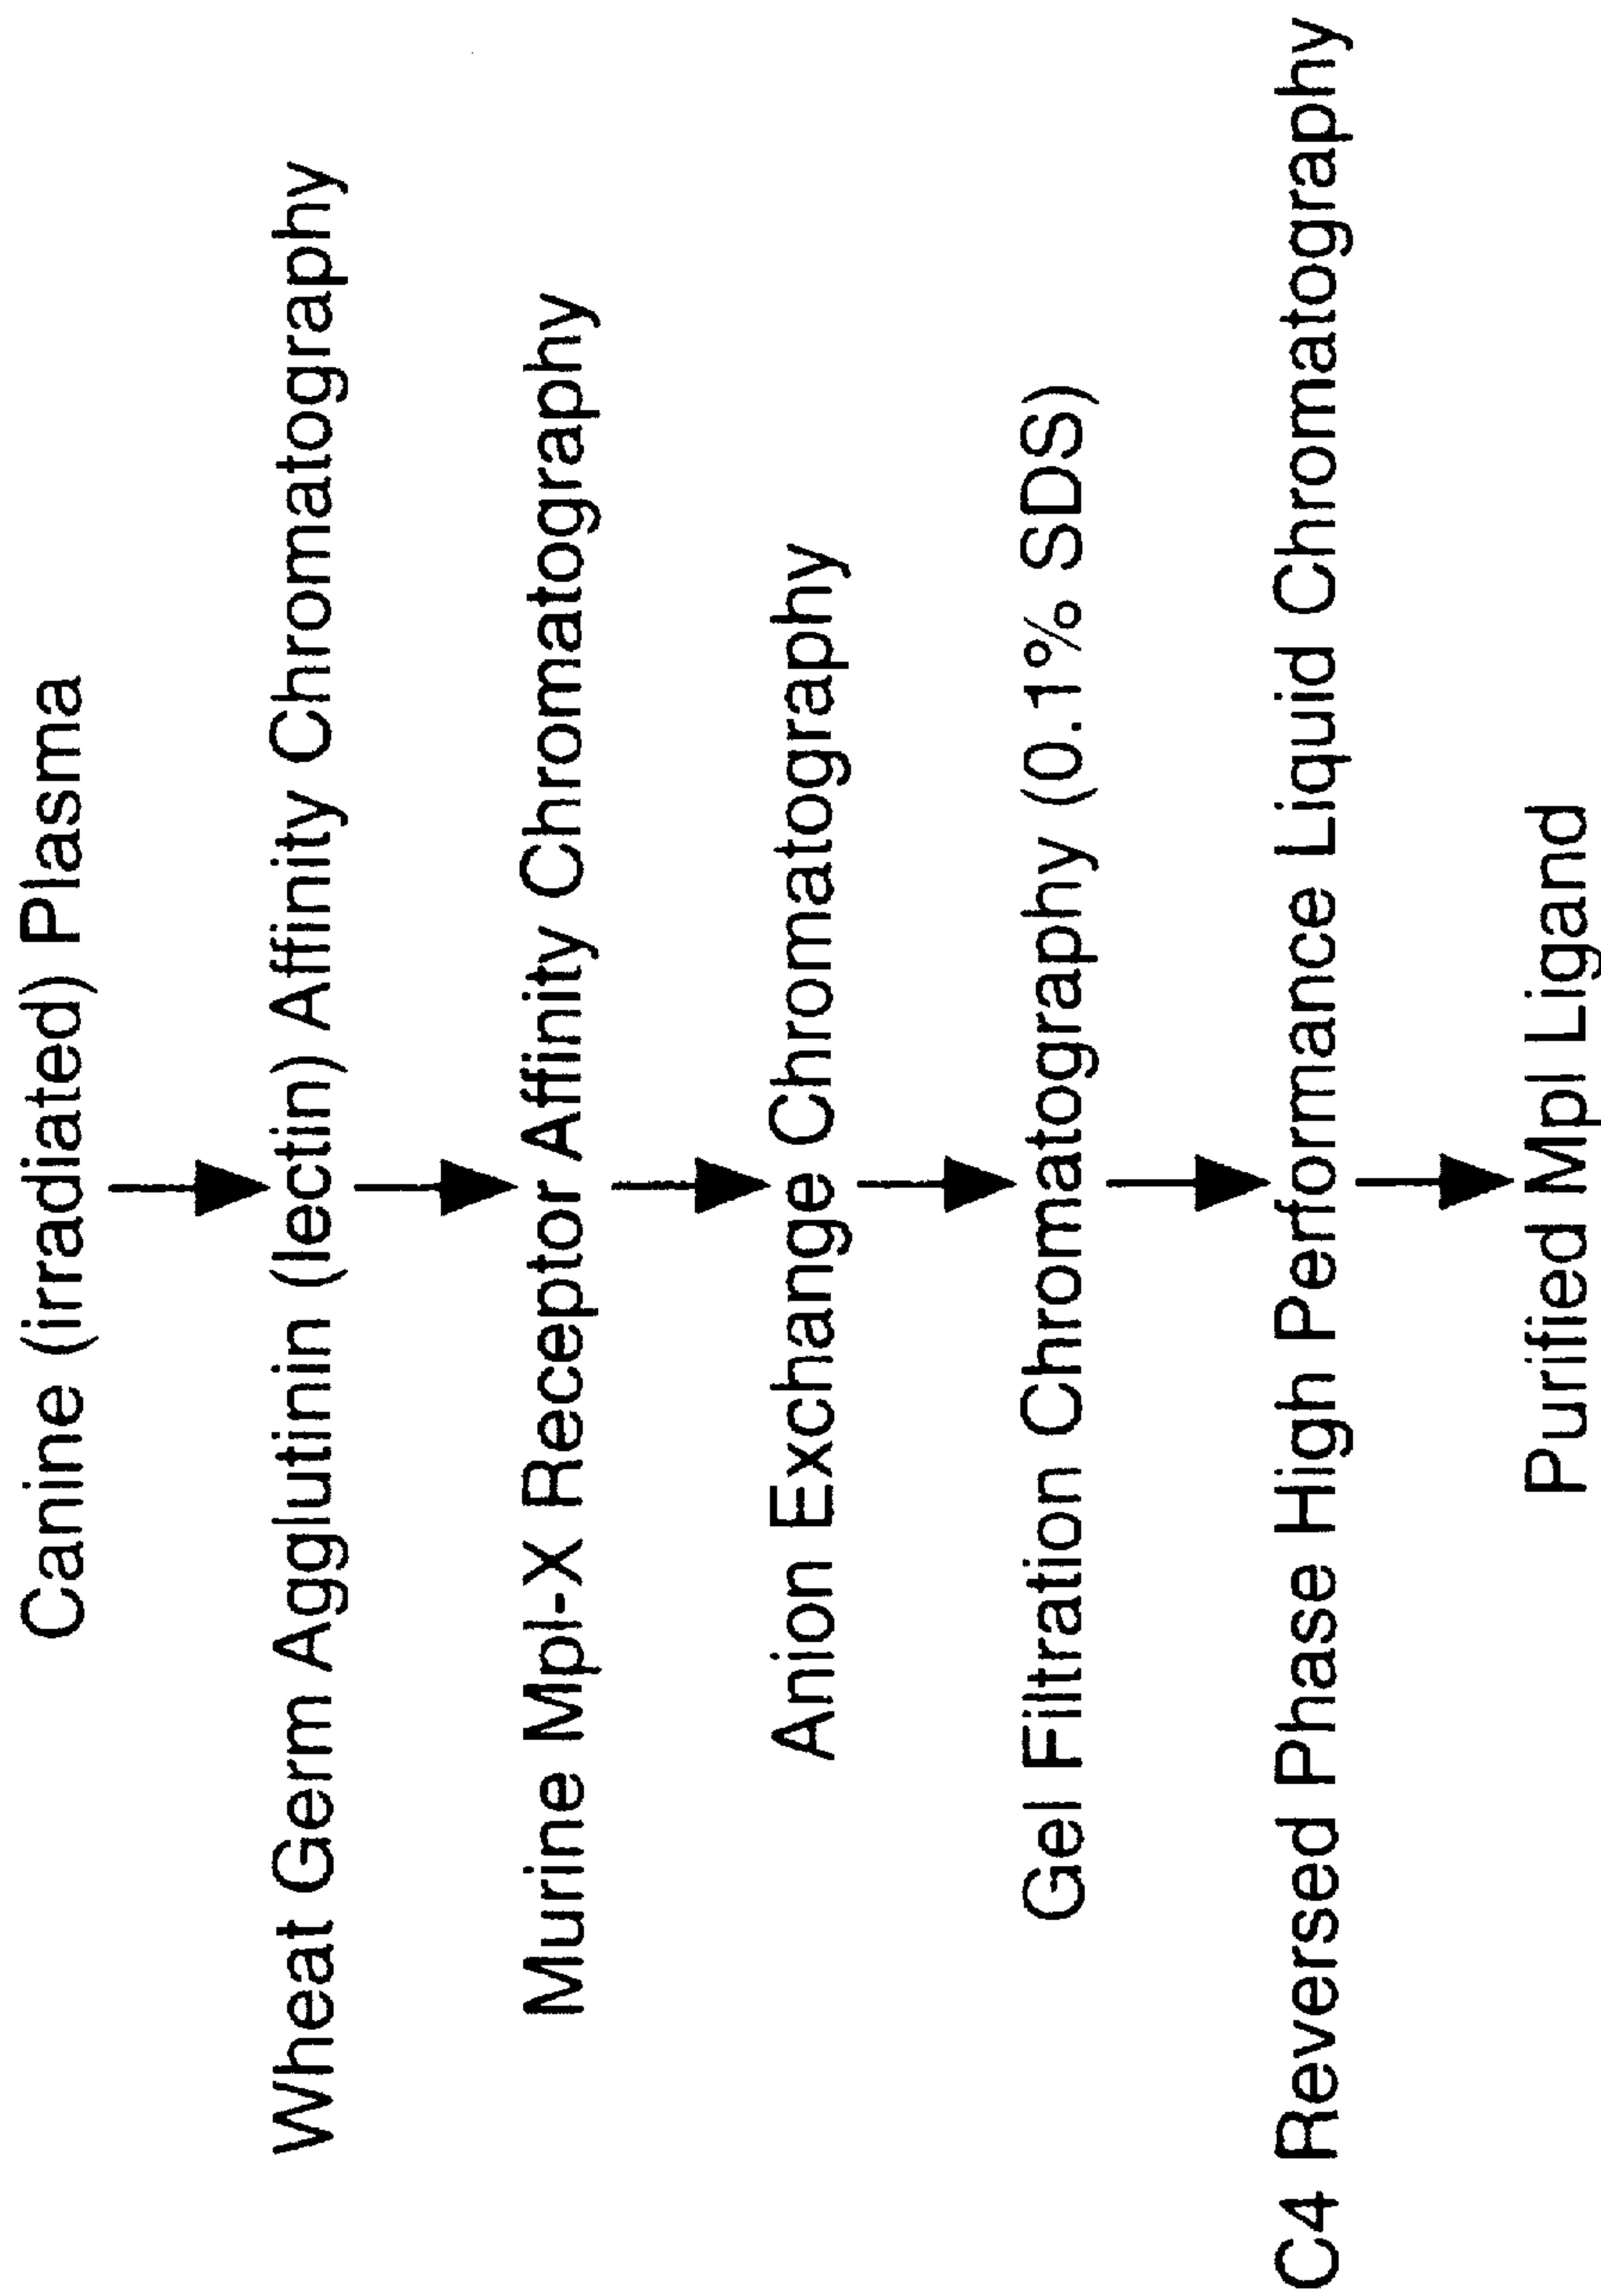 Canine (irradiated) Plasma
Wheat Germ Agglutinin (lectin) Affinity Chromatography
Murine Mpl-X Receptor Affinity Chromatography
Anion Exchange Chromatography
Gel Filtration Chromatography (0.1% SDS)
C4 Reversed Phase High Performance Liquid Chromatography
Purified Mpl Ligand